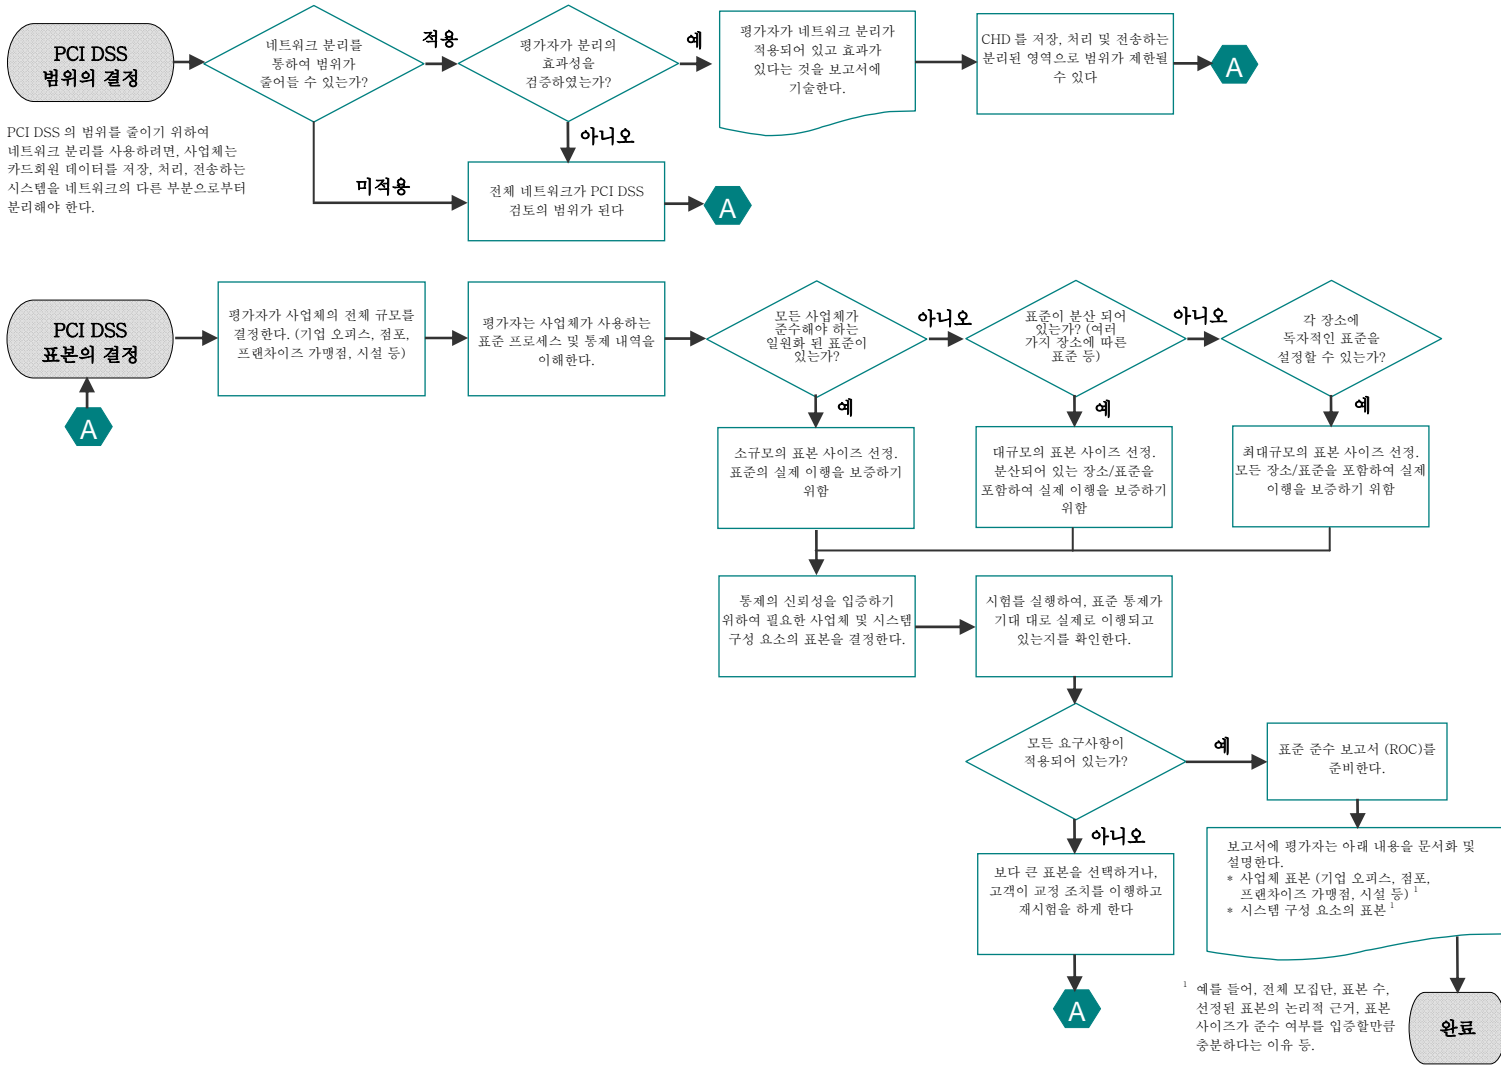 PCI DSS
범위의 결정
네트워크 분리를
통하여 범위가
줄어들 수 있는가?
적용
평가자가 분리의
효과성을
검증하였는가?
예
평가자가 네트워크 분리가
적용되어 있고 효과가
있다는 것을 보고서에
기술한다.
CHD 를 저장, 처리 및 전송하는
분리된 영역으로 범위가 제한될
수 있다
A
PCI DSS 의 범위를 줄이기 위하여
네트워크 분리를 사용하려면, 사업체는
카드회원 데이터를 저장, 처리, 전송하는
시스템을 네트워크의 다른 부분으로부터
분리해야 한다.
미적용
아니오
전체 네트워크가 PCI DSS
검토의 범위가 된다
A
PCI DSS
표본의 결정
A
평가자가 사업체의 전체 규모를
결정한다. (기업 오피스, 점포,
프랜차이즈 가맹점, 시설 등)
평가자는 사업체가 사용하는
표준 프로세스 및 통제 내역을
이해한다.
모든 사업체가
준수해야 하는
일원화 된 표준이
있는가?
아니오
표준이 분산 되어
있는가? (여러
가지 장소에 따른
표준 등)
아니오
각 장소에
독자적인 표준을
설정할 수 있는가?
예
예
예
소규모의 표본 사이즈 선정.
표준의 실제 이행을 보증하기
위함
대규모의 표본 사이즈 선정.
분산되어 있는 장소/표준을
포함하여 실제 이행을 보증하기
위함
최대규모의 표본 사이즈 선정.
모든 장소/표준을 포함하여 실제
이행을 보증하기 위함
통제의 신뢰성을 입증하기
위하여 필요한 사업체 및 시스템
구성 요소의 표본을 결정한다.
시험를 실행하여, 표준 통제가
기대 대로 실제로 이행되고
있는지를 확인한다.
모든 요구사항이
적용되어 있는가?
예
표준 준수 보고서 (ROC)를
준비한다.
아니오
보다 큰 표본을 선택하거나,
고객이 교정 조치를 이행하고
재시험을 하게 한다
A
보고서에 평가자는 아래 내용을 문서화 및
설명한다.
* 사업체 표본 (기업 오피스, 점포,
프랜차이즈 가맹점, 시설 등) 1
* 시스템 구성 요소의 표본 1
1 예를 들어, 전체 모집단, 표본 수,
선정된 표본의 논리적 근거, 표본
사이즈가 준수 여부를 입증할만큼
충분하다는 이유 등.
완료